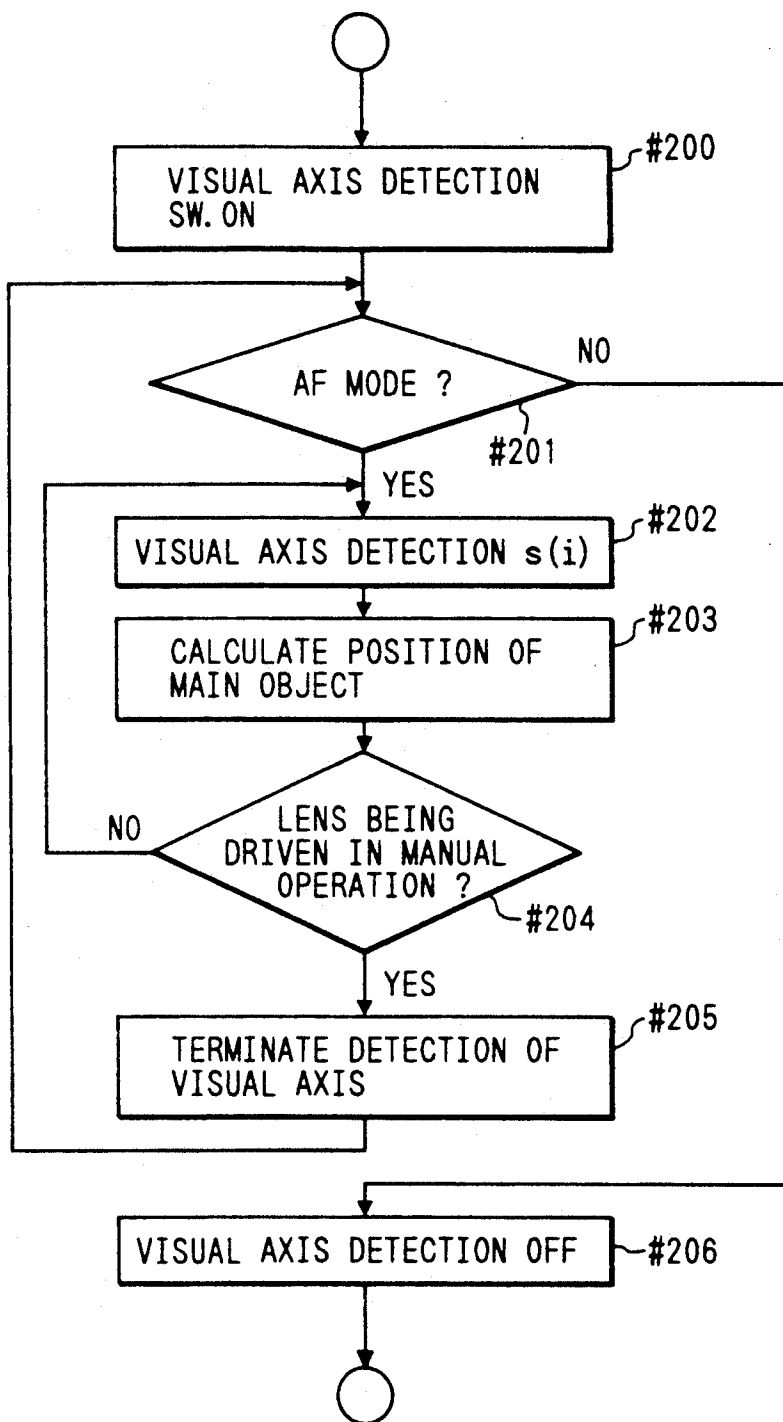 #200
VISUAL AXIS DETECTION
SW. ON
NO
AF MODE ?
#201
YES
#202
VISUAL AXIS DETECTION s(i)
#203
CALCULATE POSITION OF
MAIN OBJECT
NO
LENS BEING
DRIVEN IN MANUAL
OPERATION ?
#204
YES
#205
TERMINATE DETECTION OF
VISUAL AXIS
VISUAL AXIS DETECTION OFF
#206